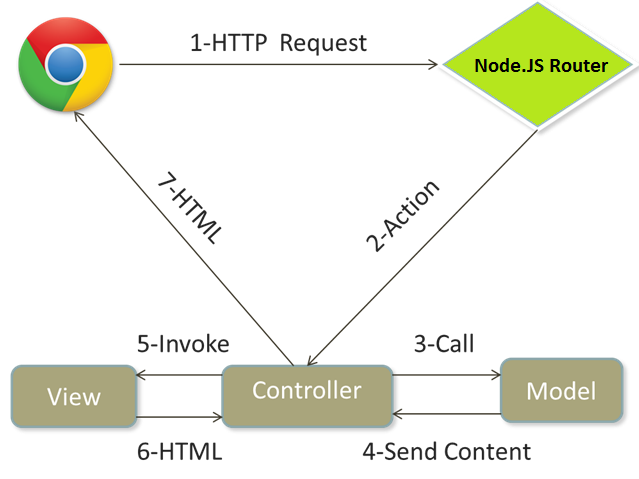 1-HTTP  Request
Node.JS Router
7-HTML
2-Action
5-Invoke
3-Call
View
Controller
Model
6-HTML
4-Send Content